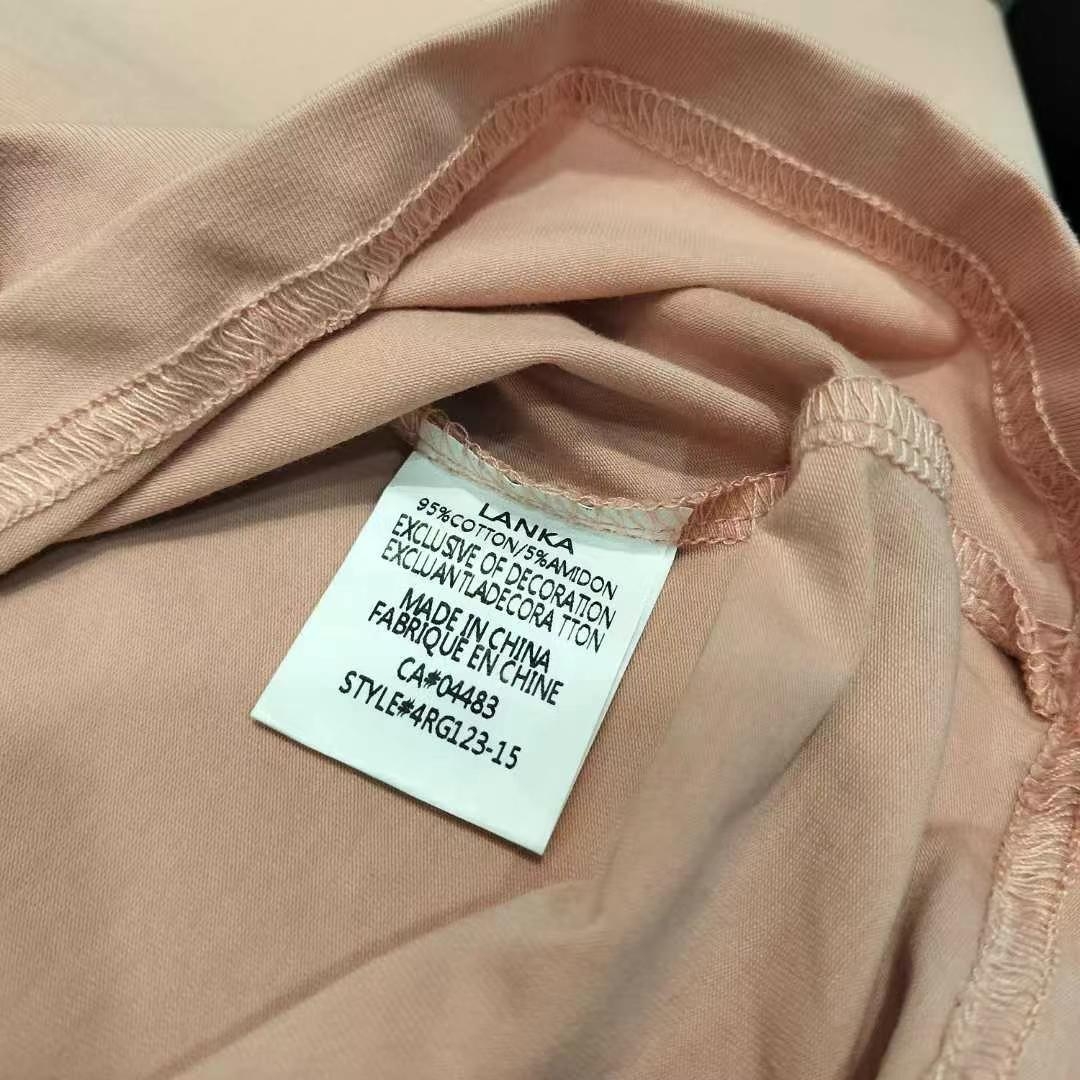 LANKA
95%COTTON/5%AMIDON
EXCLUSIVE OF DECORATION
EXCLUANTLADECORA TTON
MADE IN CHINA
FABRIQUE EN CHINE
CA#04483
STYLE#4RG123-15